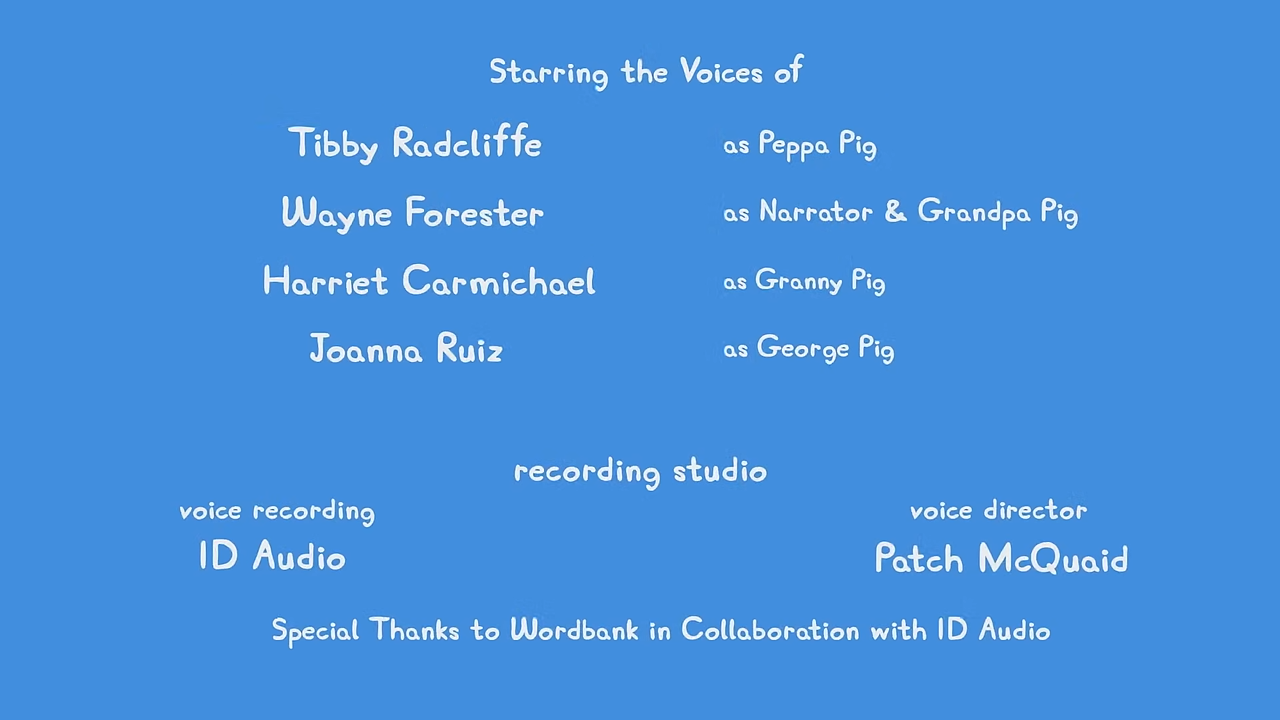 Starring the Voices of
Tibby Radcliffe as Peppa Pig
Wayne Forester as Narrator & Grandpa Pig
Harriet Carmichael as Granny Pig
Joanna Ruiz as George Pig
recording studio
voice recording voice director
ID Audio Patch McQuaid
Special Thanks to Wordbank in Collaboration with ID Audio